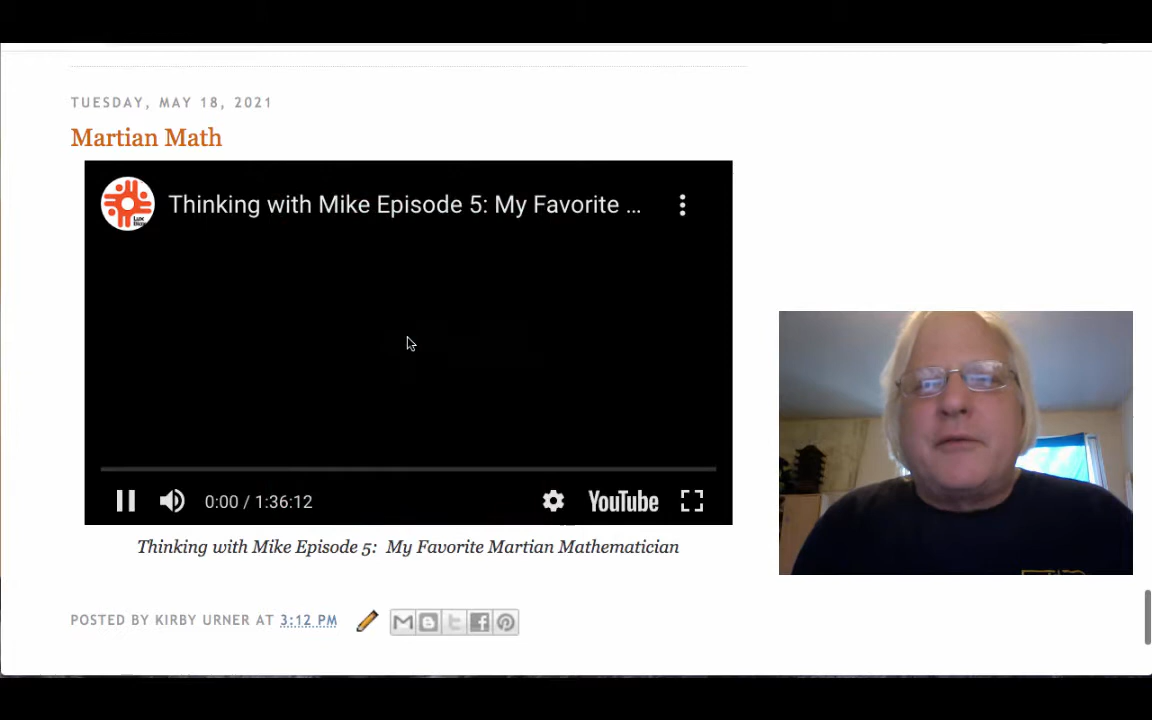 TUESDAY, MAY 18, 2021
Martian Math
Thinking with Mike Episode 5: My Favorite ...
0:00 / 1:36:12
YouTube
Thinking with Mike Episode 5: My Favorite Martian Mathematician
POSTED BY KIRBY URNER AT 3:12 PM